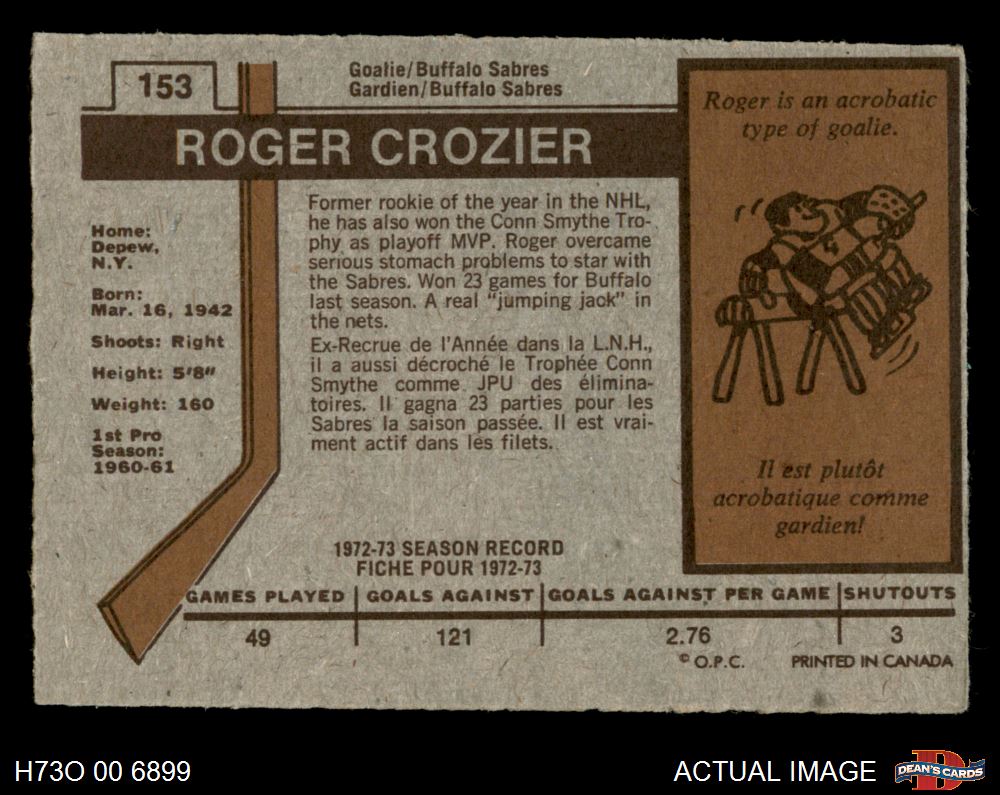 153
Goalie/Buffalo Sabres
Gardien/Buffalo Sabres
ROGER CROZIER
Home:
Depew,
N.Y.
Born:
Mar. 16, 1942
Shoots: Right
Height: 5'8"
Weight: 160
1st Pro
Season:
1960-61
Former rookie of the year in the NHL,
he has also won the Conn Smythe Tro-
phy as playoff MVP. Roger overcame
serious stomach problems to star with
the Sabres. Won 23 games for Buffalo
last season. A real "jumping jack" in
the nets.
Ex-Recrue de l'Année dans la L.N.H.,
il a aussi décroché le Trophée Conn
Smythe comme JPU des élimina-
toires. Il gagna 23 parties pour les
Sabres la saison passée. Il est vrai-
ment actif dans les filets.
Roger is an acrobatic
type of goalie.
4
Il est plutôt
acrobatique comme
gardien!
1972-73 SEASON RECORD
FICHE POUR 1972-73
GAMES PLAYED GOALS AGAINST GOALS AGAINST PER GAME SHUTOUTS
49 121 2.76 3
© O.P.C. PRINTED IN CANADA
H73O 00 6899 ACTUAL IMAGE
D
DEAN'S CARDS